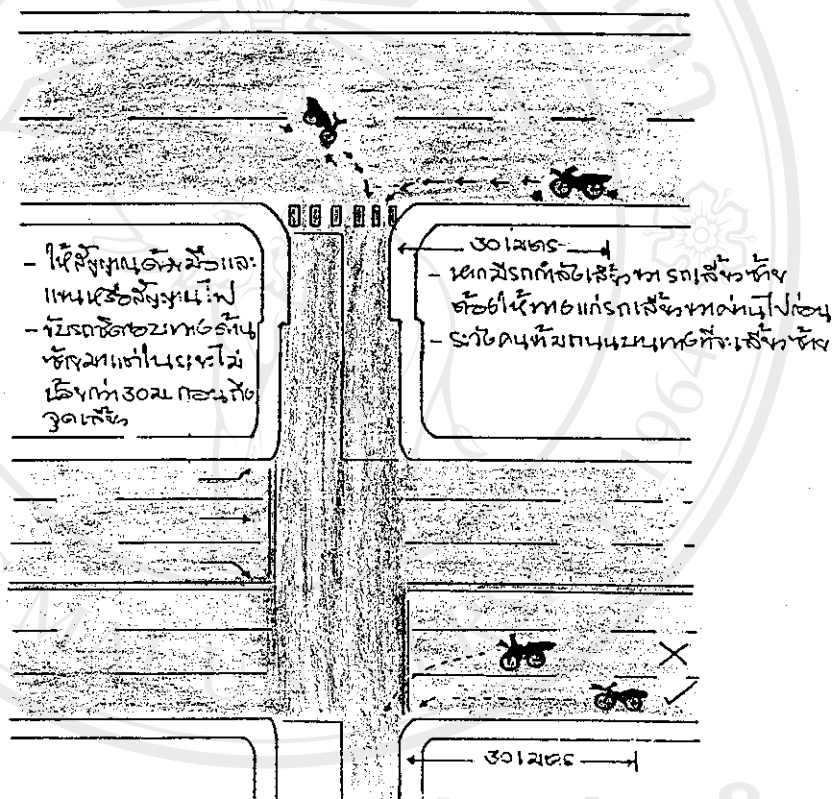 - ให้สัญญาณด้วยมือและ
แขนหรือสัญญานไฟ
- ขับรถชิดขอบทางด้าน
ซ้ายมาแต่ในระยะไม่
น้อยกว่า 30 ม. ก่อนถึง
จุดเลี้ยว
30 เมตร
- หากมีรถกำลังเลี้ยวขวา รถเลี้ยวซ้าย
ต้องให้ทางแก่รถเลี้ยวขวาผ่านไปก่อน
- ระวังคนข้ามถนนบนทางที่จะเลี้ยวซ้าย
30 เมตร
1964